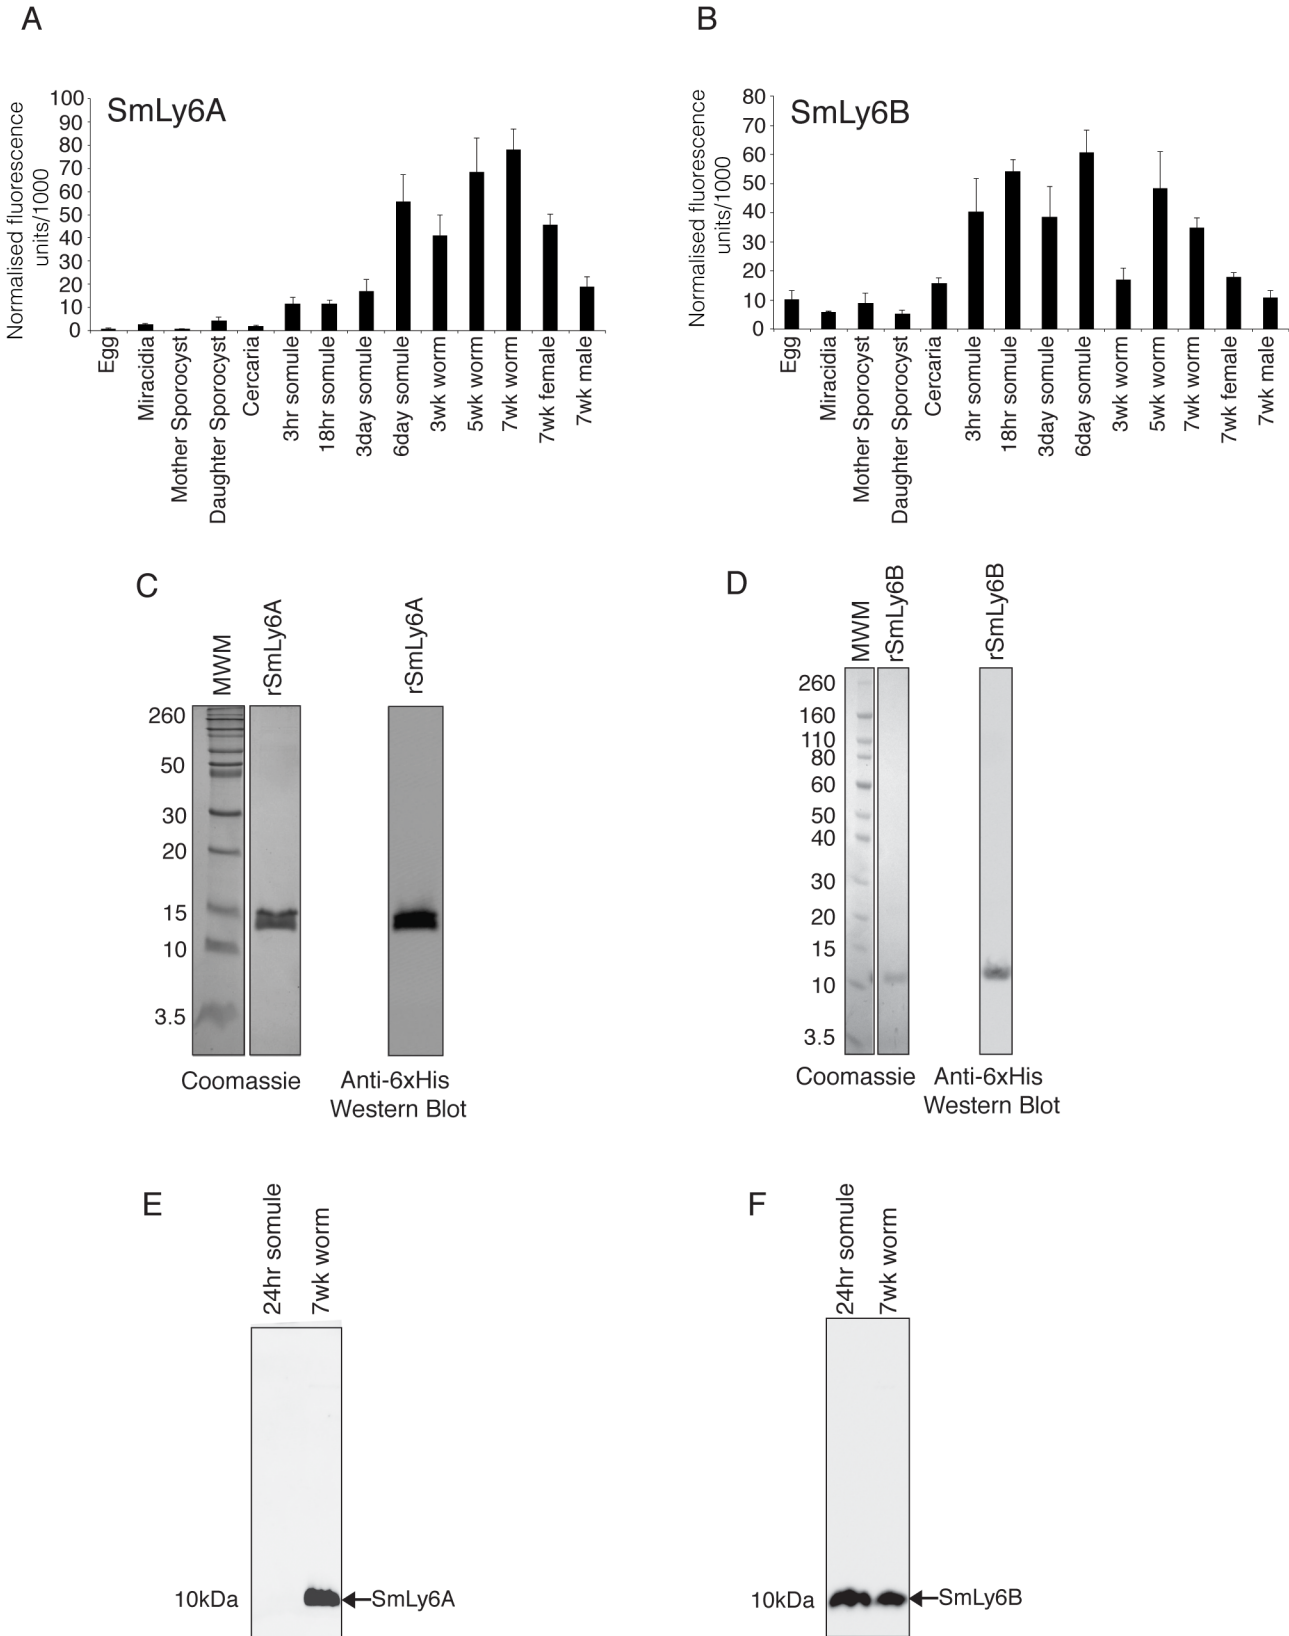 A
SmLy6A
Normalised fluorescence
units/1000
100
90
80
70
60
50
40
30
20
10
0
Egg
Miracidia
Mother Sporocyst
Daughter Sporocyst
Cercaria
3hr somule
18hr somule
3day somule
6day somule
3wk worm
5wk worm
7wk worm
7wk female
7wk male
B
SmLy6B
Normalised fluorescence
units/1000
80
70
60
50
40
30
20
10
0
Egg
Miracidia
Mother Sporocyst
Daughter Sporocyst
Cercaria
3hr somule
18hr somule
3day somule
6day somule
3wk worm
5wk worm
7wk worm
7wk female
7wk male
C
MWM
rSmLy6A
rSmLy6A
260
50
30
20
15
10
3.5
Coomassie
Anti-6xHis
Western Blot
D
MWM
rSmLy6B
rSmLy6B
260
160
110
80
60
50
40
30
20
15
10
3.5
Coomassie
Anti-6xHis
Western Blot
E
24hr somule
7wk worm
10kDa
SmLy6A
F
24hr somule
7wk worm
10kDa
SmLy6B